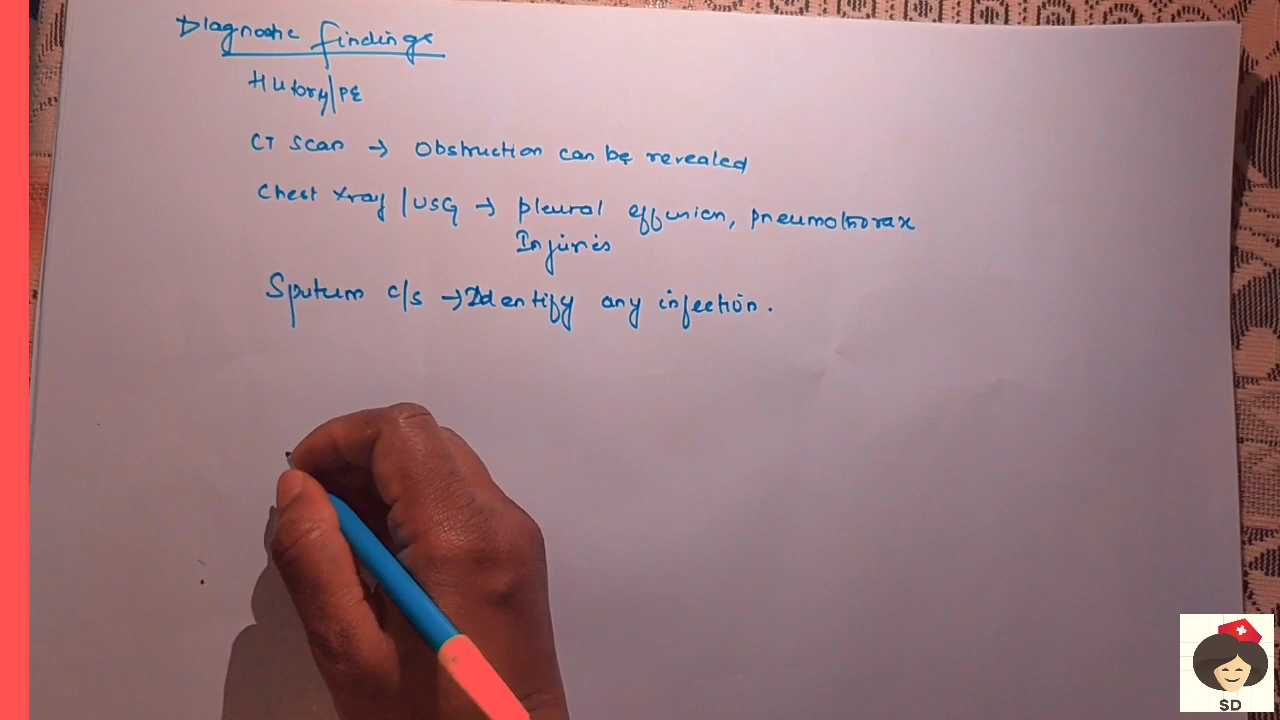 Diagnostic findings
History/PE
CT scan → Obstruction can be revealed
Chest Xray/USG → pleural effusion, pneumothorax
Injuries
Sputum c/s → Identify any infection.
SD